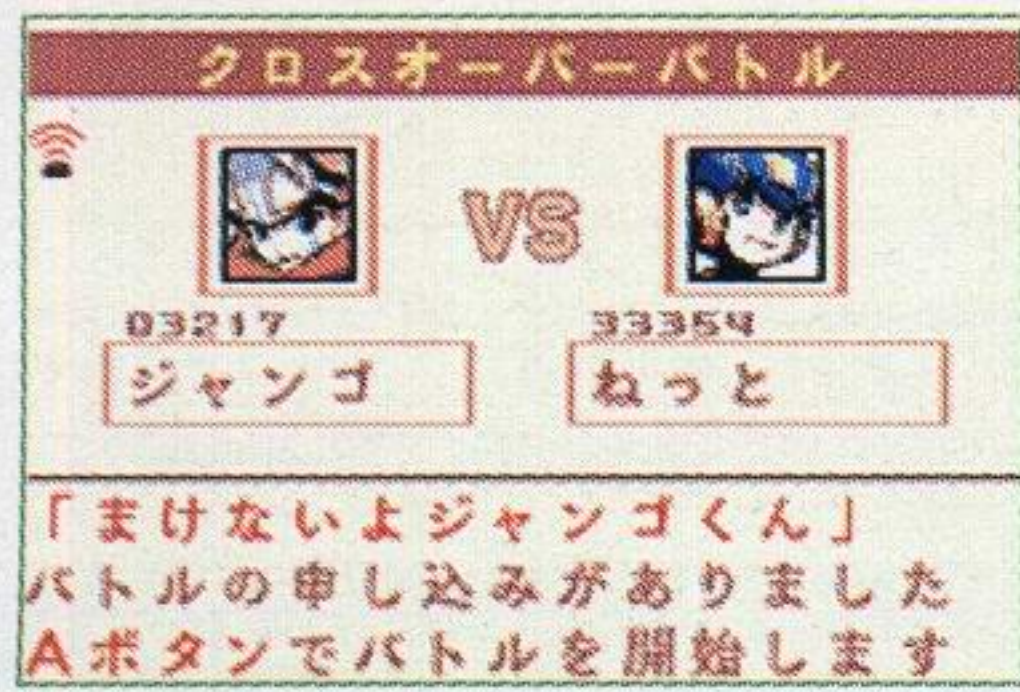 クロスオーバーバトル
VS
03217 33354
ジャンゴ ねっと
「まけないよジャンゴくん」
バトルの申し込みがありました
Aボタンでバトルを開始します